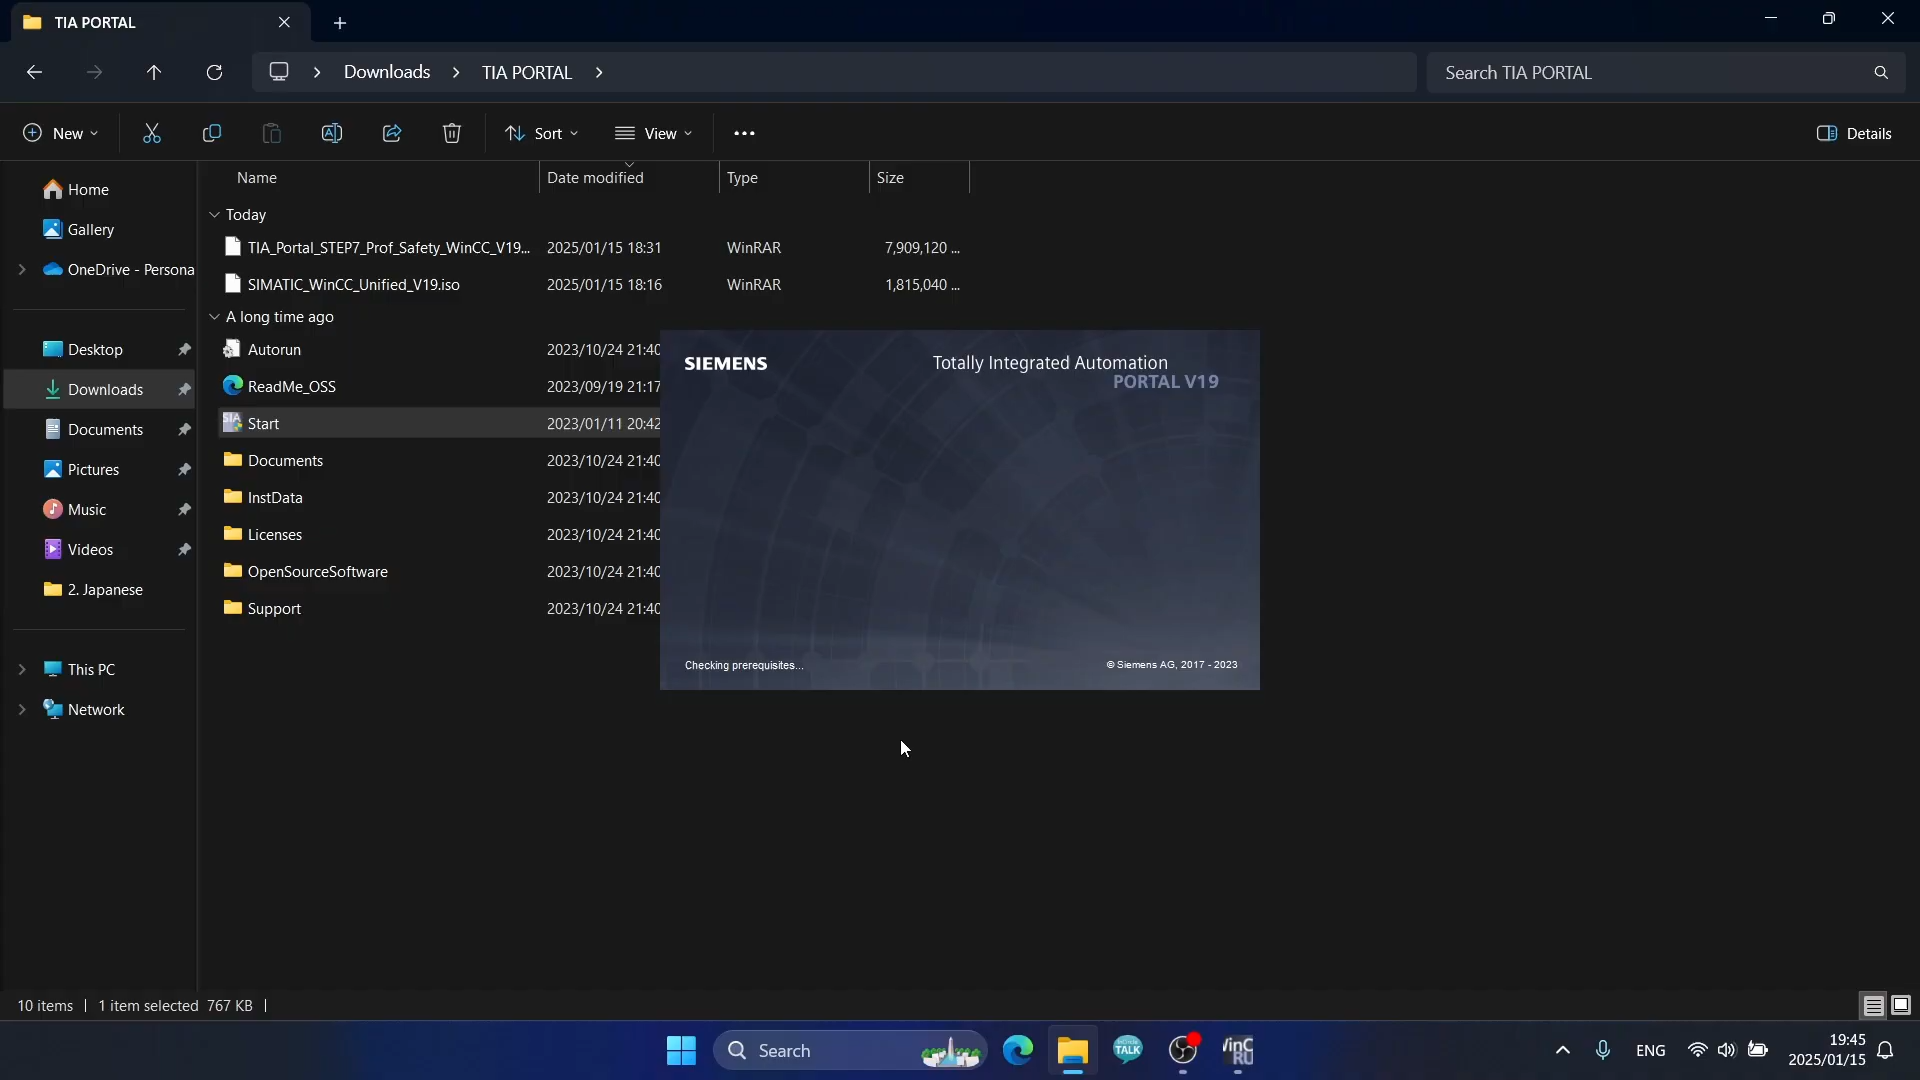 TIA PORTAL
Downloads > TIA PORTAL >
Search TIA PORTAL
New
Sort
View
Details
Name Date modified Type Size
Today
TIA_Portal_STEP7_Prof_Safety_WinCC_V19... 2025/01/15 18:31 WinRAR 7,909,120 ...
SIMATIC_WinCC_Unified_V19.iso 2025/01/15 18:16 WinRAR 1,815,040 ...
A long time ago
Autorun 2023/10/24 21:40
ReadMe_OSS 2023/09/19 21:17
Start 2023/01/11 20:42
Documents 2023/10/24 21:40
InstData 2023/10/24 21:40
Licenses 2023/10/24 21:40
OpenSourceSoftware 2023/10/24 21:40
Support 2023/10/24 21:40
Home
Gallery
OneDrive - Persona
Desktop
Downloads
Documents
Pictures
Music
Videos
2. Japanese
This PC
Network
SIEMENS
Totally Integrated Automation
PORTAL V19
Checking prerequisites...
© Siemens AG, 2017 - 2023
10 items 1 item selected 767 KB
Search
TALK
ENG
19:45
2025/01/15